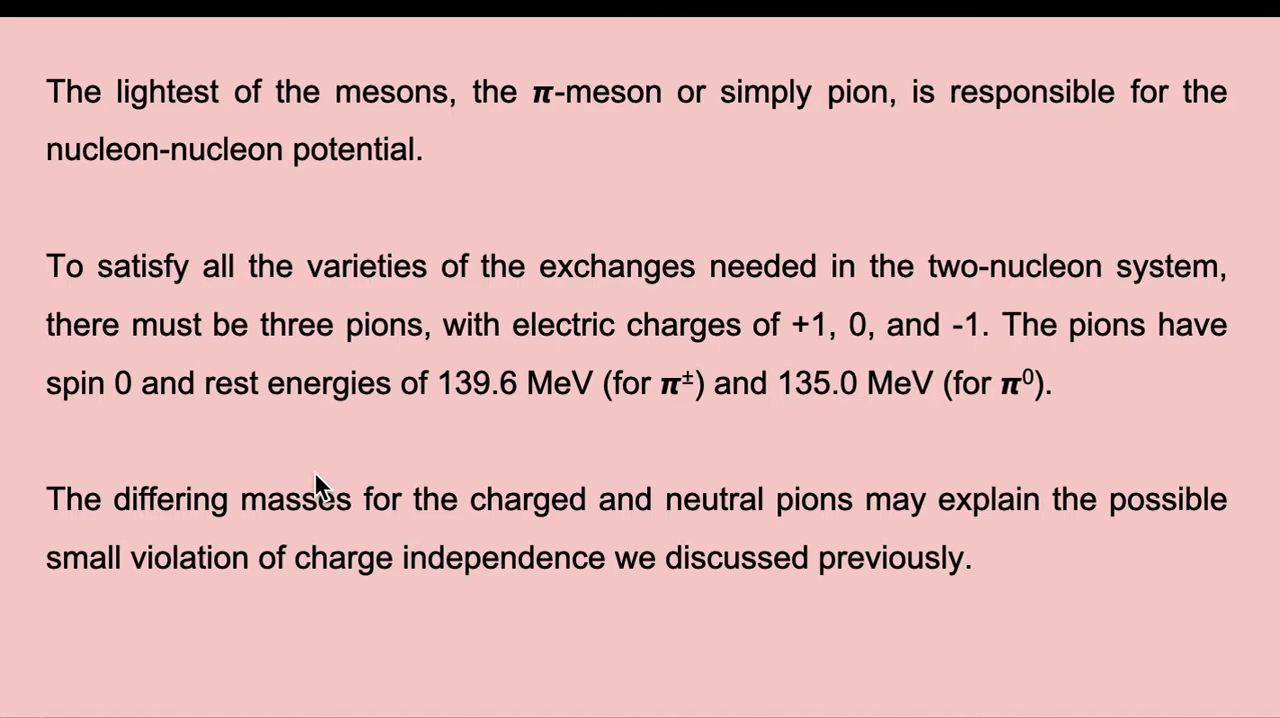 The lightest of the mesons, the π-meson or simply pion, is responsible for the
nucleon-nucleon potential.
To satisfy all the varieties of the exchanges needed in the two-nucleon system,
there must be three pions, with electric charges of +1, 0, and -1. The pions have
spin 0 and rest energies of 139.6 MeV (for π±) and 135.0 MeV (for π⁰).
The differing masses for the charged and neutral pions may explain the possible
small violation of charge independence we discussed previously.